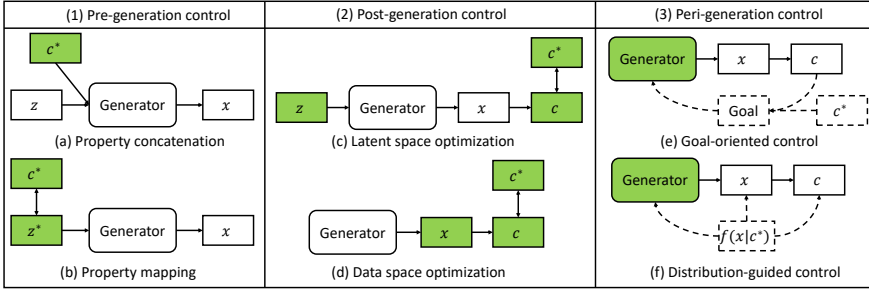 (1) Pre-generation control
c*
z
Generator
x
(a) Property concatenation
c*
z*
Generator
x
(b) Property mapping
(2) Post-generation control
c*
z
Generator
x
c
(c) Latent space optimization
c*
Generator
x
c
(d) Data space optimization
(3) Peri-generation control
Generator
x
c
Goal
c*
(e) Goal-oriented control
Generator
x
c
f(x|c*)
(f) Distribution-guided control